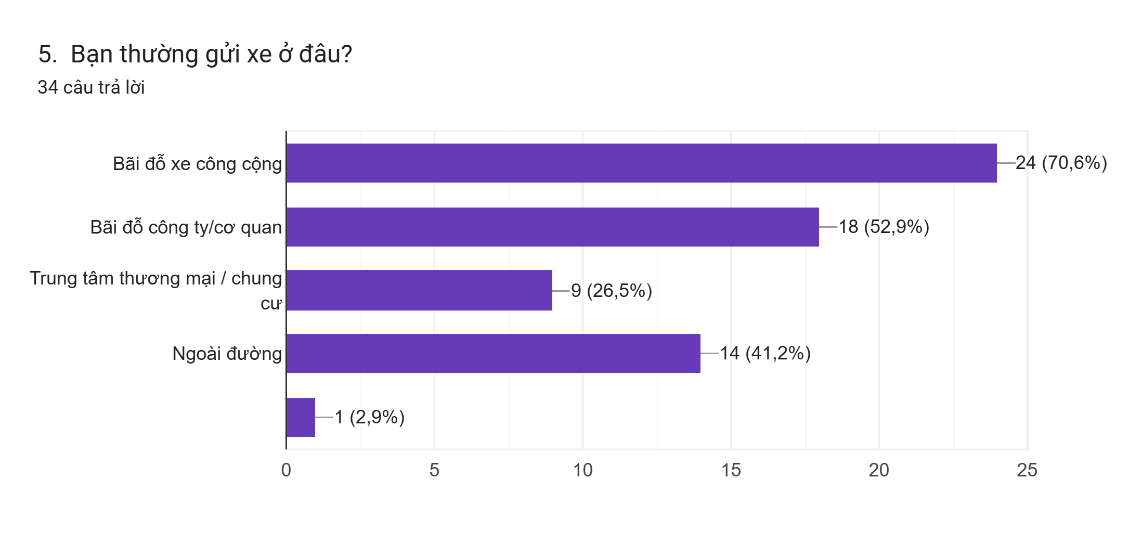 5. Bạn thường gửi xe ở đâu?
34 câu trả lời
Bãi đỗ xe công cộng
24 (70,6%)
Bãi đỗ công ty/cơ quan
18 (52,9%)
Trung tâm thương mại / chung
cư
9 (26,5%)
Ngoài đường
14 (41,2%)
1 (2,9%)
0 5 10 15 20 25